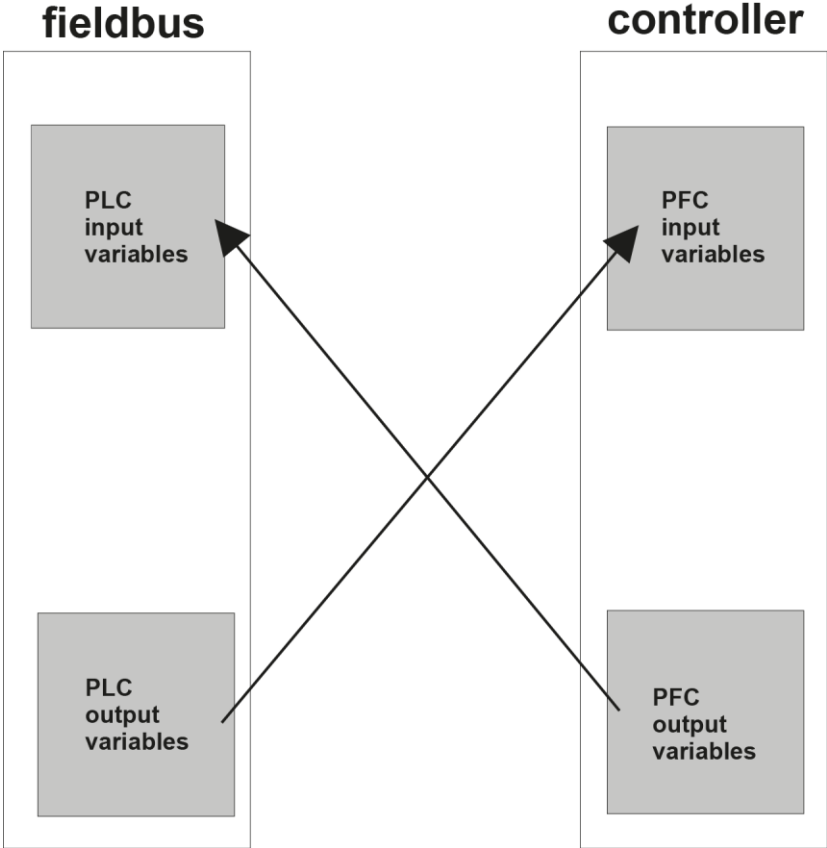 fieldbus
controller
PLC
input
variables
PFC
input
variables
PLC
output
variables
PFC
output
variables